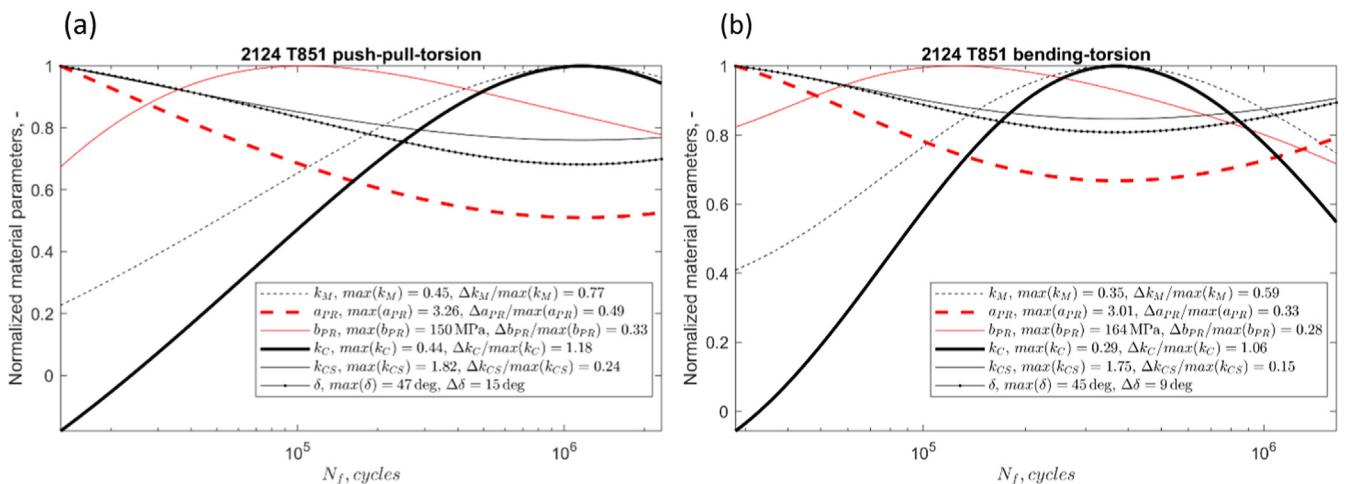 (a)
2124 T851 push-pull-torsion
Normalized material parameters, -
1
0.8
0.6
0.4
0.2
0
k_M, max(k_M) = 0.45, Δk_M/max(k_M) = 0.77
a_PR, max(a_PR) = 3.26, Δa_PR/max(a_PR) = 0.49
b_PR, max(b_PR) = 150 MPa, Δb_PR/max(b_PR) = 0.33
k_C, max(k_C) = 0.44, Δk_C/max(k_C) = 1.18
k_CS, max(k_CS) = 1.82, Δk_CS/max(k_CS) = 0.24
δ, max(δ) = 47 deg, Δδ = 15 deg
10^5
10^6
N_f, cycles
(b)
2124 T851 bending-torsion
Normalized material parameters, -
1
0.8
0.6
0.4
0.2
0
k_M, max(k_M) = 0.35, Δk_M/max(k_M) = 0.59
a_PR, max(a_PR) = 3.01, Δa_PR/max(a_PR) = 0.33
b_PR, max(b_PR) = 164 MPa, Δb_PR/max(b_PR) = 0.28
k_C, max(k_C) = 0.29, Δk_C/max(k_C) = 1.06
k_CS, max(k_CS) = 1.75, Δk_CS/max(k_CS) = 0.15
δ, max(δ) = 45 deg, Δδ = 9 deg
10^5
10^6
N_f, cycles